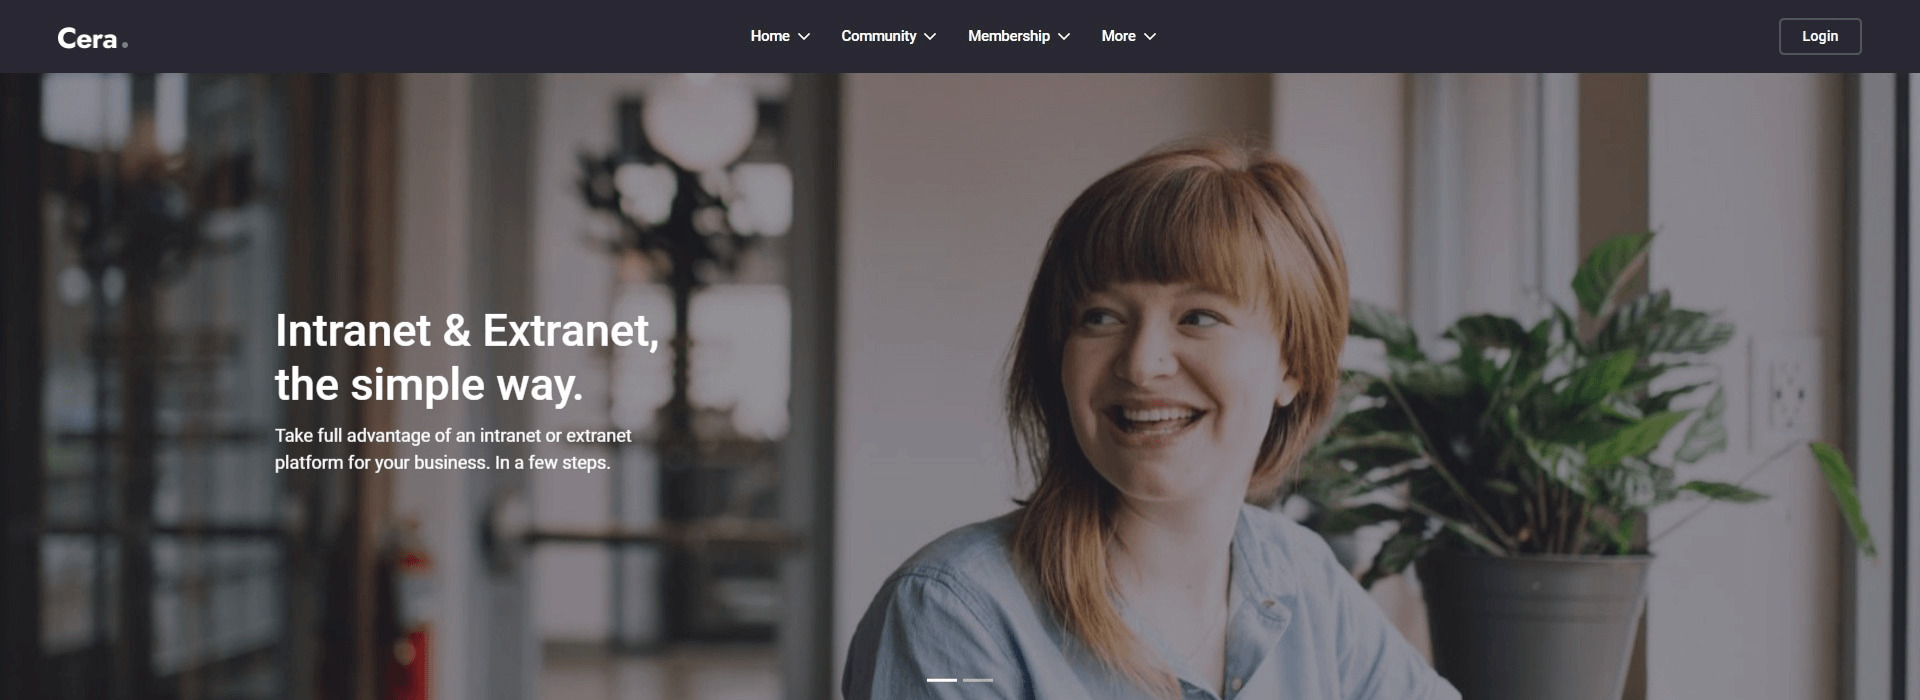 Cera.
Home
Community
Membership
More
Login
Intranet & Extranet,
the simple way.
Take full advantage of an intranet or extranet
platform for your business. In a few steps.